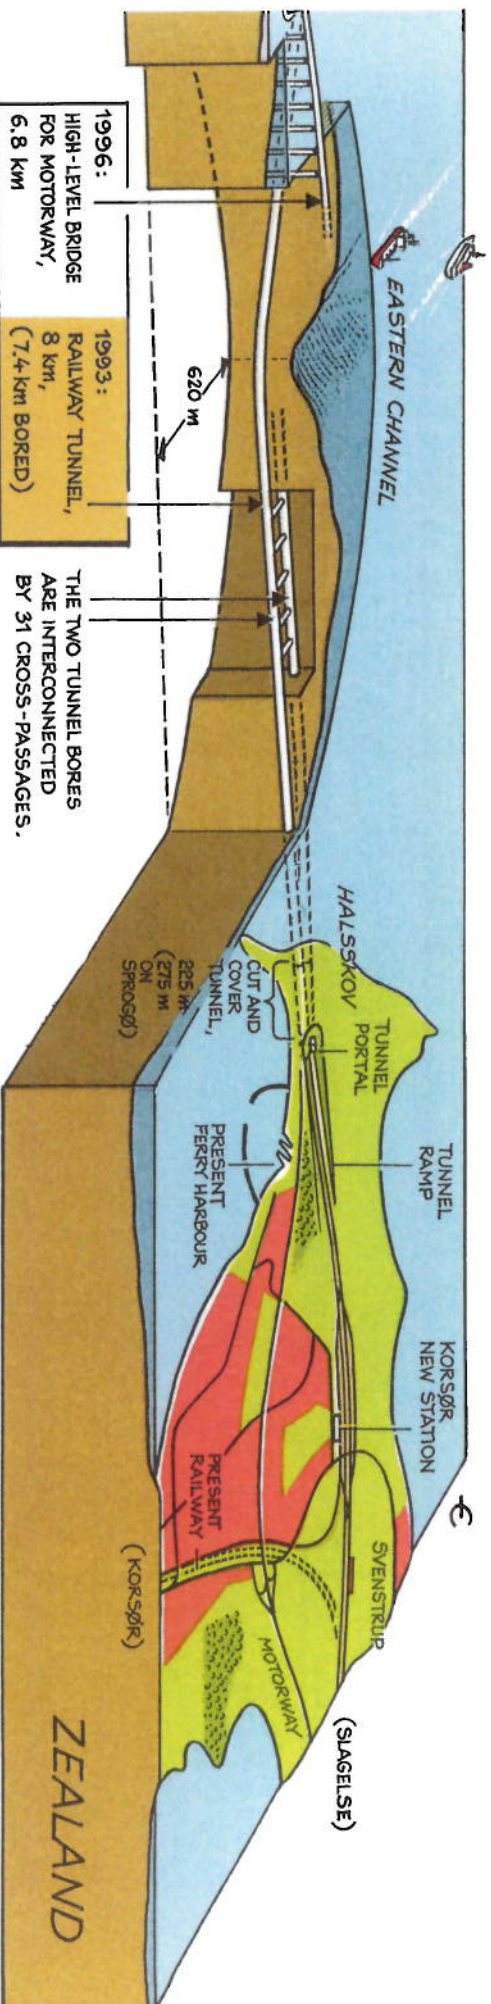 EASTERN CHANNEL
620 m
1996:
HIGH-LEVEL BRIDGE
FOR MOTORWAY,
6.8 km
1993:
RAILWAY TUNNEL,
8 km,
(7.4 km BORED)
THE TWO TUNNEL BORES
ARE INTERCONNECTED
BY 31 CROSS-PASSAGES.
HALSSKOV
CUT AND
COVER
TUNNEL,
225 m
(275 m
ON
SPROGØ)
TUNNEL
PORTAL
TUNNEL
RAMP
PRESENT
FERRY HARBOUR
KORSØR
NEW STATION
SVENSTRUP
PRESENT
RAILWAY
MOTORWAY
(KORSØR)
(SLAGELSE)
ZEALAND